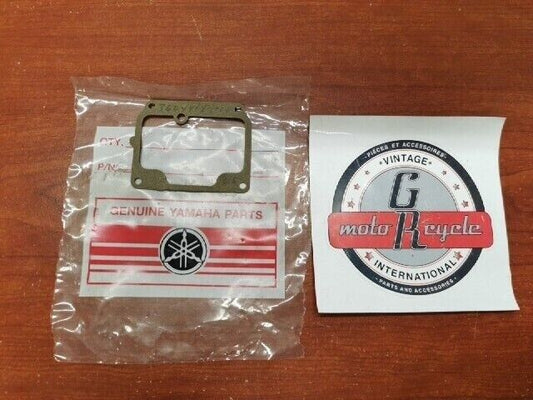 QTY.
P/N
GENUINE YAMAHA PARTS
PIÈCES ET ACCESSOIRES
VINTAGE
G
moto R cycle
INTERNATIONAL
PARTS AND ACCESSORIES